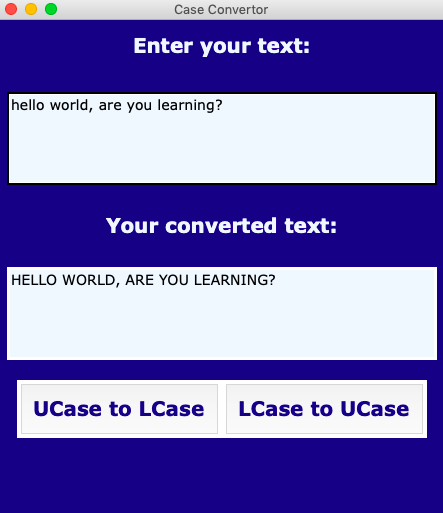 Case Convertor
Enter your text:
hello world, are you learning?
Your converted text:
HELLO WORLD, ARE YOU LEARNING?
UCase to LCase
LCase to UCase